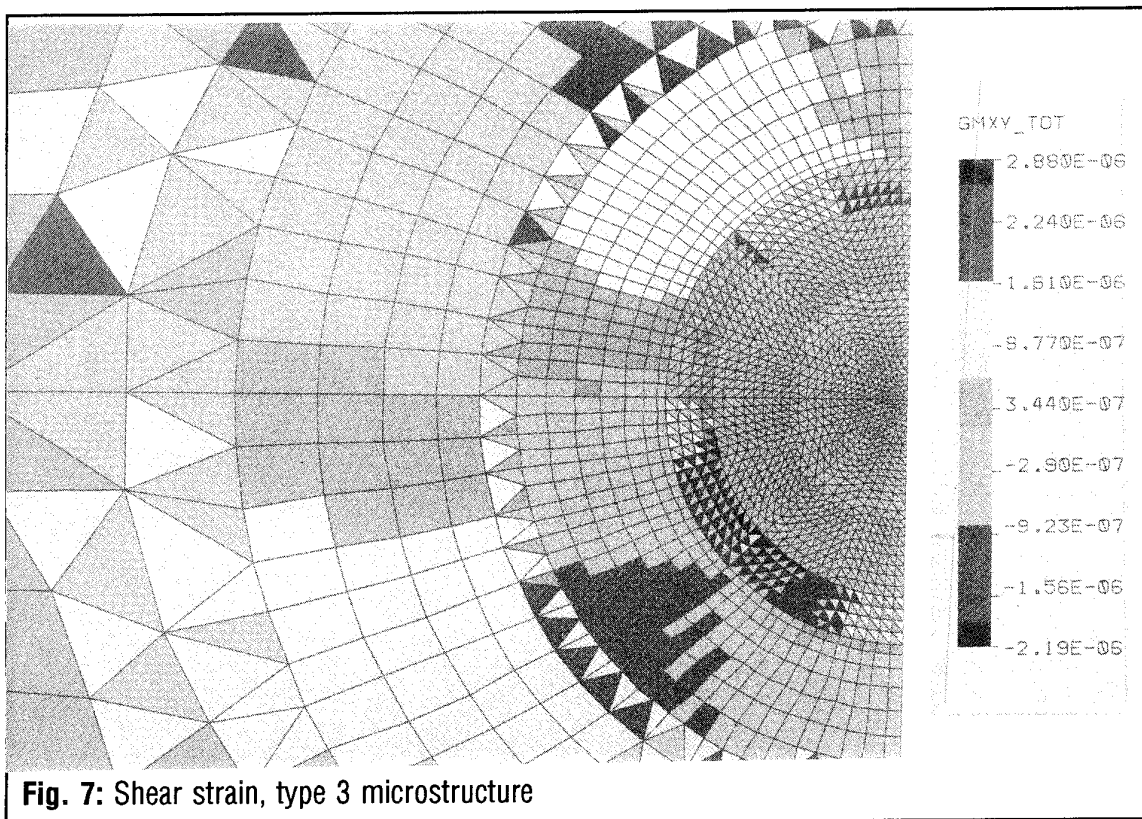 GMXY_TOT
2.880E-06
2.240E-06
1.610E-06
9.770E-07
3.440E-07
-2.90E-07
-9.23E-07
-1.56E-06
-2.19E-06
Fig. 7: Shear strain, type 3 microstructure